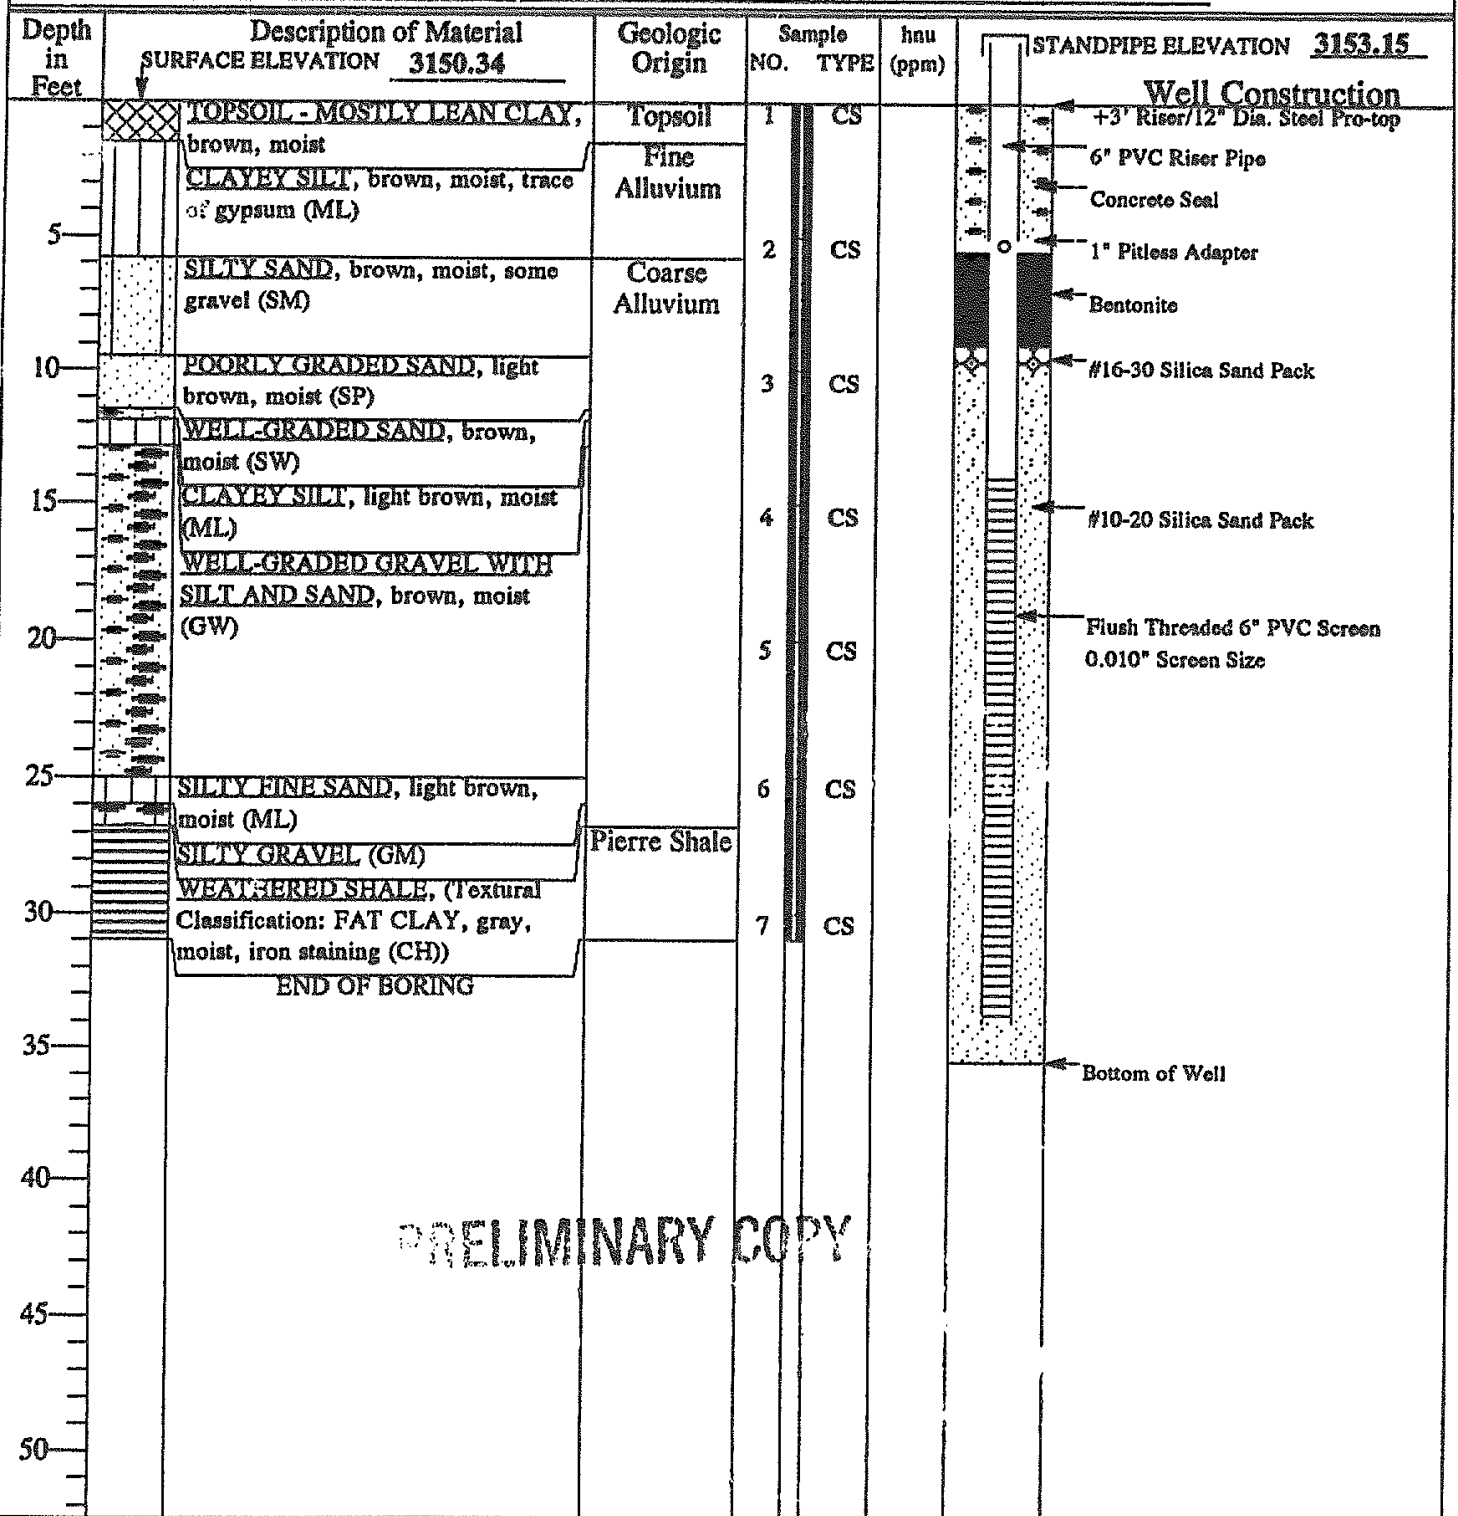 Depth
in
Feet
Description of Material
SURFACE ELEVATION 3150.34
Geologic
Origin
Sample
NO. TYPE
hnu
(ppm)
STANDPIPE ELEVATION 3153.15
Well Construction
TOPSOIL - MOSTLY LEAN CLAY,
brown, moist
CLAYEY SILT, brown, moist, trace
of gypsum (ML)
SILTY SAND, brown, moist, some
gravel (SM)
POORLY GRADED SAND, light
brown, moist (SP)
WELL-GRADED SAND, brown,
moist (SW)
CLAYEY SILT, light brown, moist
(ML)
WELL-GRADED GRAVEL WITH
SILT AND SAND, brown, moist
(GW)
SILTY FINE SAND, light brown,
moist (ML)
SILTY GRAVEL (GM)
WEATHERED SHALE, (Textural
Classification: FAT CLAY, gray,
moist, iron staining (CH))
END OF BORING
Topsoil
Fine
Alluvium
Coarse
Alluvium
Pierre Shale
1 CS
2 CS
3 CS
4 CS
5 CS
6 CS
7 CS
+3' Riser/12" Dia. Steel Pro-top
6" PVC Riser Pipe
Concrete Seal
1" Pitless Adapter
Bentonite
#16-30 Silica Sand Pack
#10-20 Silica Sand Pack
Flush Threaded 6" PVC Screen
0.010" Screen Size
Bottom of Well
5
10
15
20
25
30
35
40
45
50
PRELIMINARY COPY